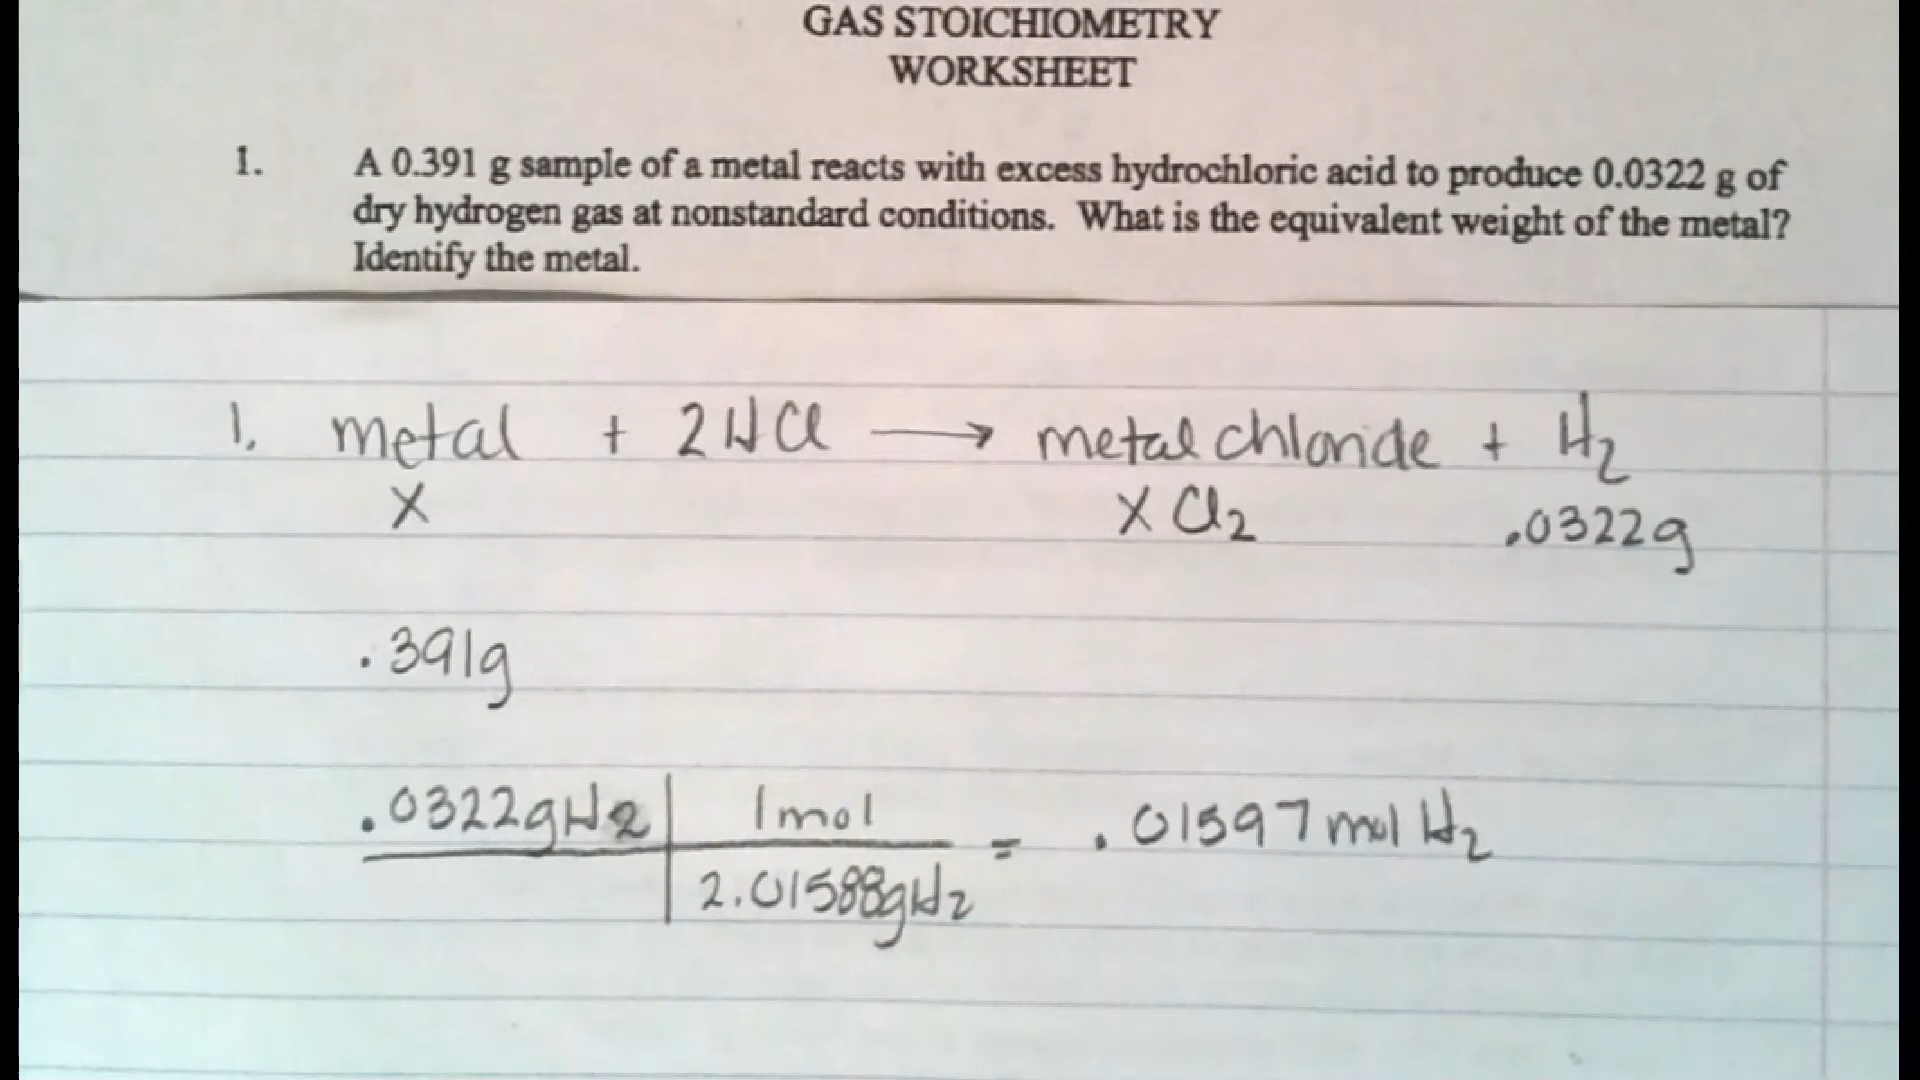 GAS STOICHIOMETRY
WORKSHEET
1. A 0.391 g sample of a metal reacts with excess hydrochloric acid to produce 0.0322 g of
dry hydrogen gas at nonstandard conditions. What is the equivalent weight of the metal?
Identify the metal.
1. metal + 2HCl → metal chloride + H2
X XCl2 .0322g
.391g
.0322gH2 | 1mol = .01597 mol H2
2.01588gH2